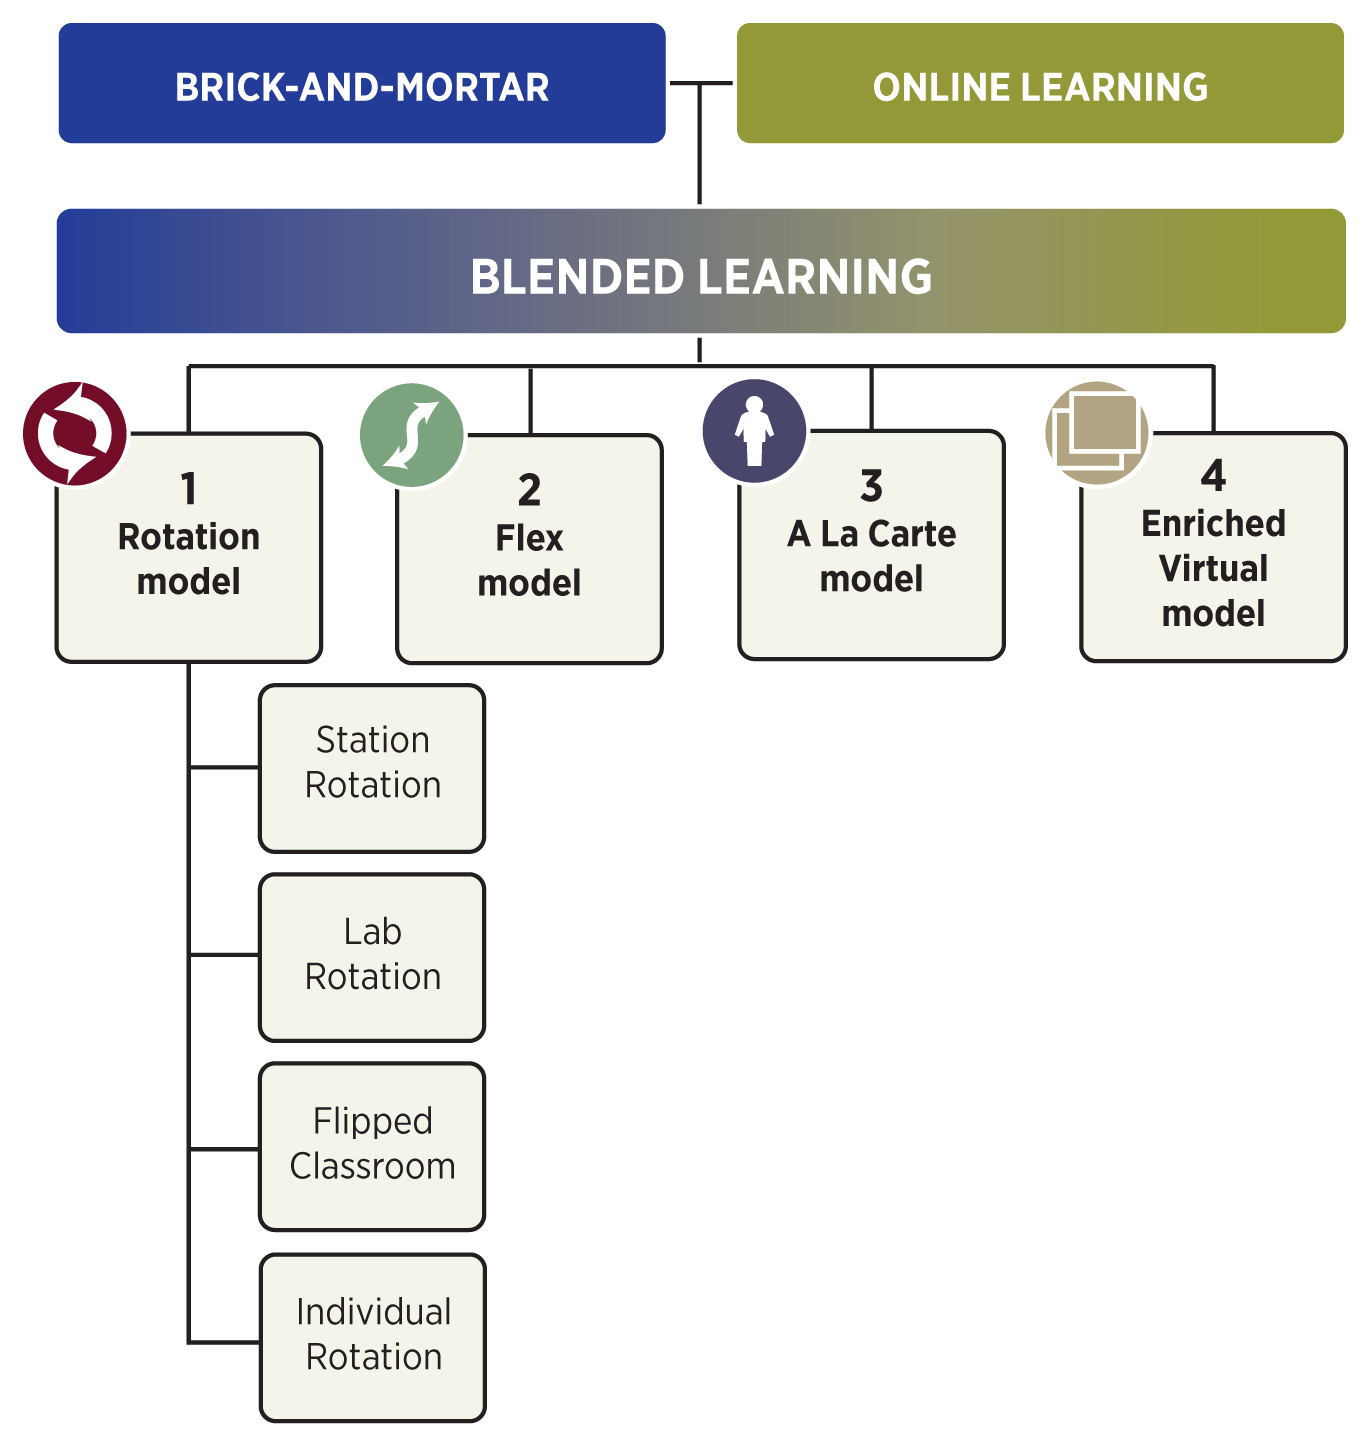 BRICK-AND-MORTAR
ONLINE LEARNING
BLENDED LEARNING
1
Rotation
model
2
Flex
model
3
A La Carte
model
4
Enriched
Virtual
model
Station
Rotation
Lab
Rotation
Flipped
Classroom
Individual
Rotation